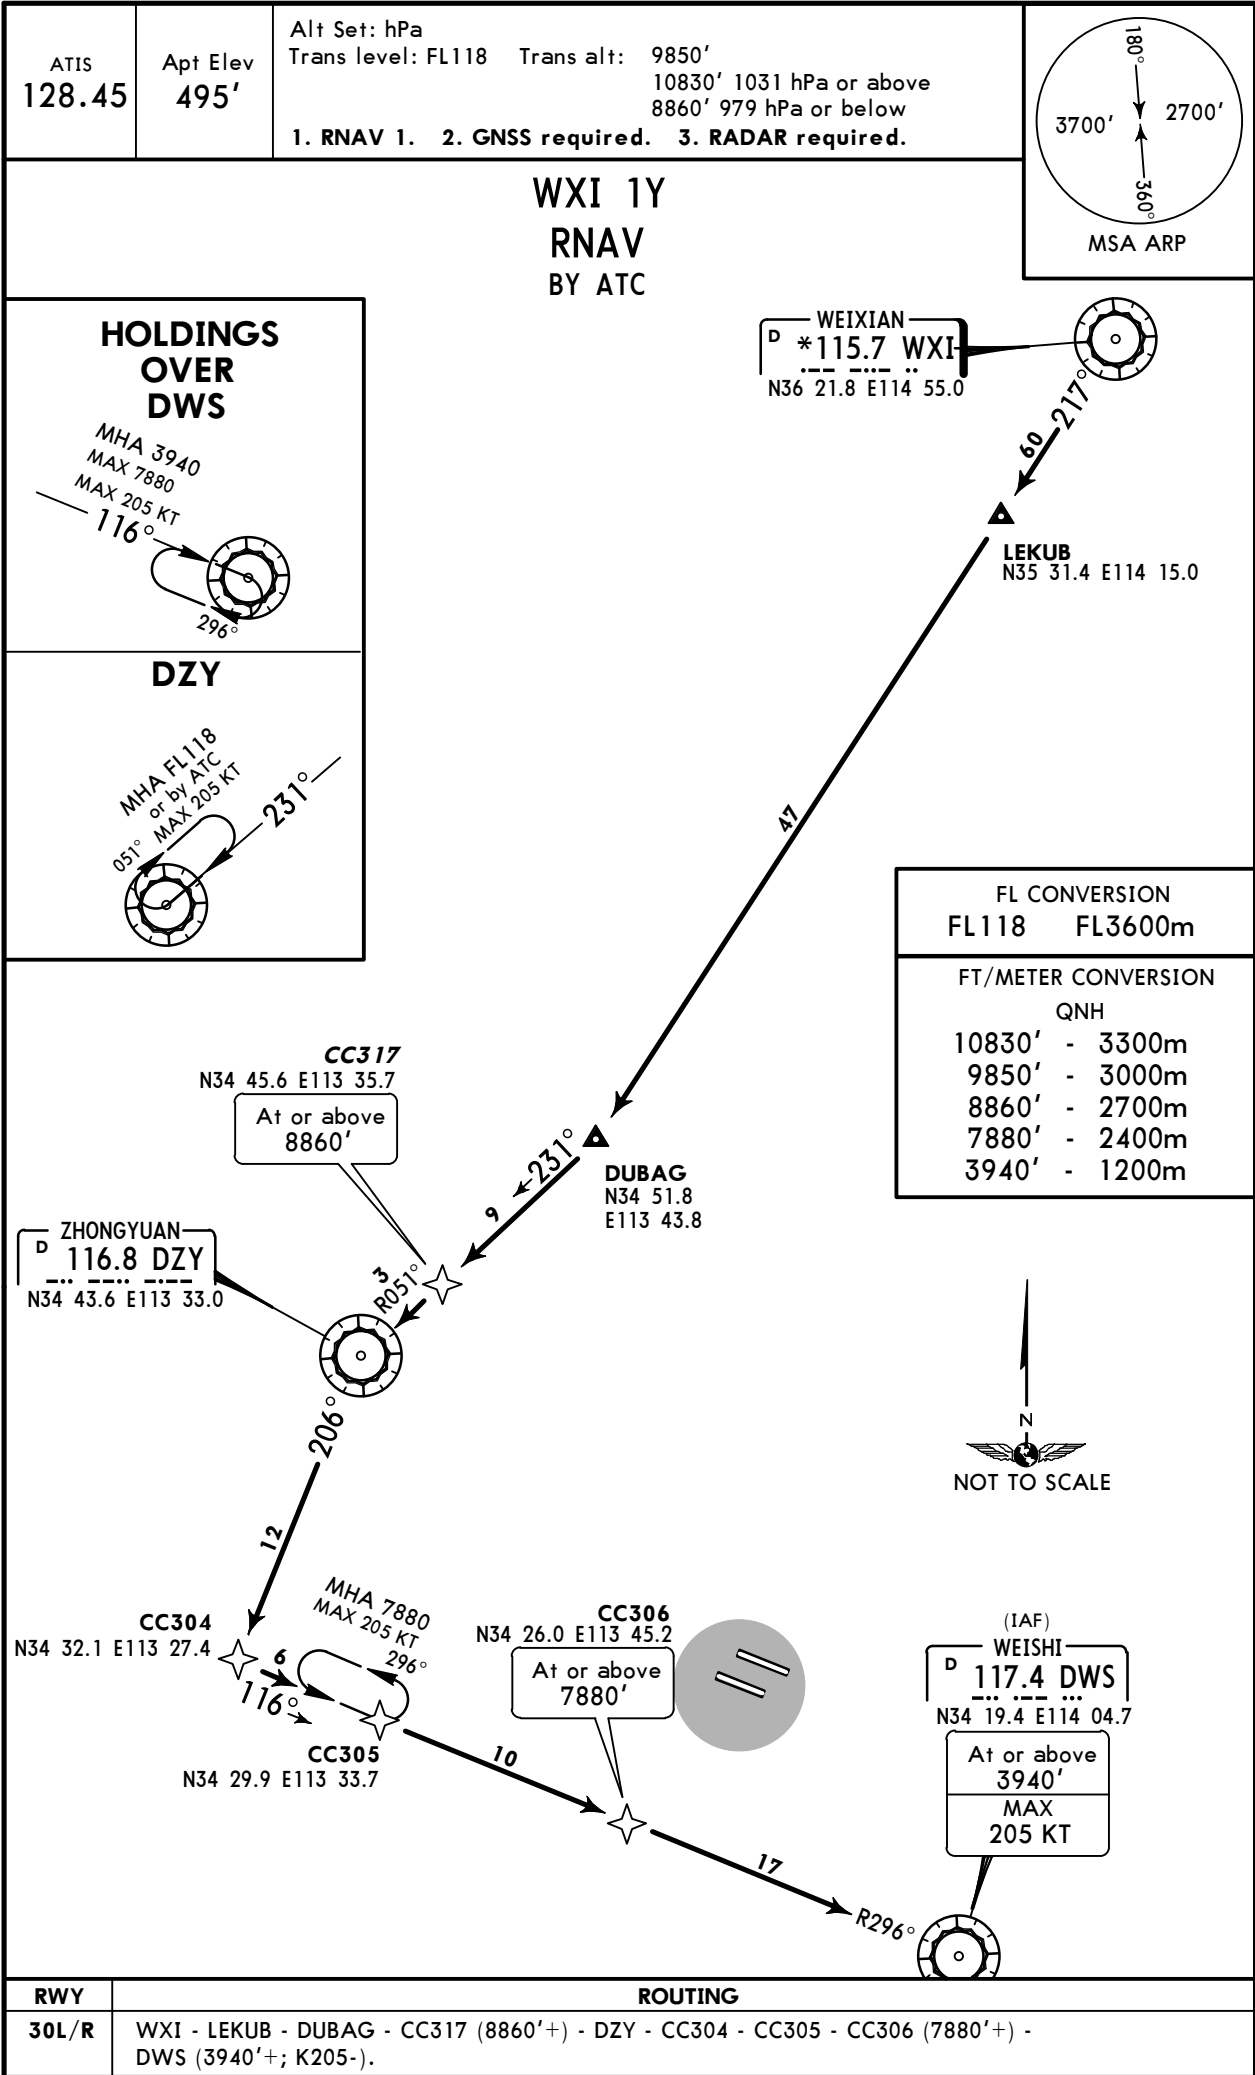 ATIS
128.45
Apt Elev
495'
Alt Set: hPa
Trans level: FL118 Trans alt: 9850'
10830' 1031 hPa or above
8860' 979 hPa or below
1. RNAV 1. 2. GNSS required. 3. RADAR required.
180°
3700' 2700'
360°
MSA ARP
WXI 1Y
RNAV
BY ATC
HOLDINGS
OVER
DWS
MHA 3940
MAX 7880
MAX 205 KT
116°
296°
DZY
MHA FL118
or by ATC
MAX 205 KT
051°
231°
WEIXIAN
D *115.7 WXI
N36 21.8 E114 55.0
217°
60
LEKUB
N35 31.4 E114 15.0
47
FL CONVERSION
FL118 FL3600m
FT/METER CONVERSION
QNH
10830' - 3300m
9850' - 3000m
8860' - 2700m
7880' - 2400m
3940' - 1200m
CC317
N34 45.6 E113 35.7
At or above
8860'
231°
9
DUBAG
N34 51.8
E113 43.8
ZHONGYUAN
D 116.8 DZY
N34 43.6 E113 33.0
3
R051°
206°
12
N
NOT TO SCALE
CC304
N34 32.1 E113 27.4
6
116°
MHA 7880
MAX 205 KT
296°
CC305
N34 29.9 E113 33.7
10
CC306
N34 26.0 E113 45.2
At or above
7880'
17
R296°
(IAF)
WEISHI
D 117.4 DWS
N34 19.4 E114 04.7
At or above
3940'
MAX
205 KT
RWY ROUTING
30L/R WXI - LEKUB - DUBAG - CC317 (8860'+) - DZY - CC304 - CC305 - CC306 (7880'+) -
DWS (3940'+; K205-).